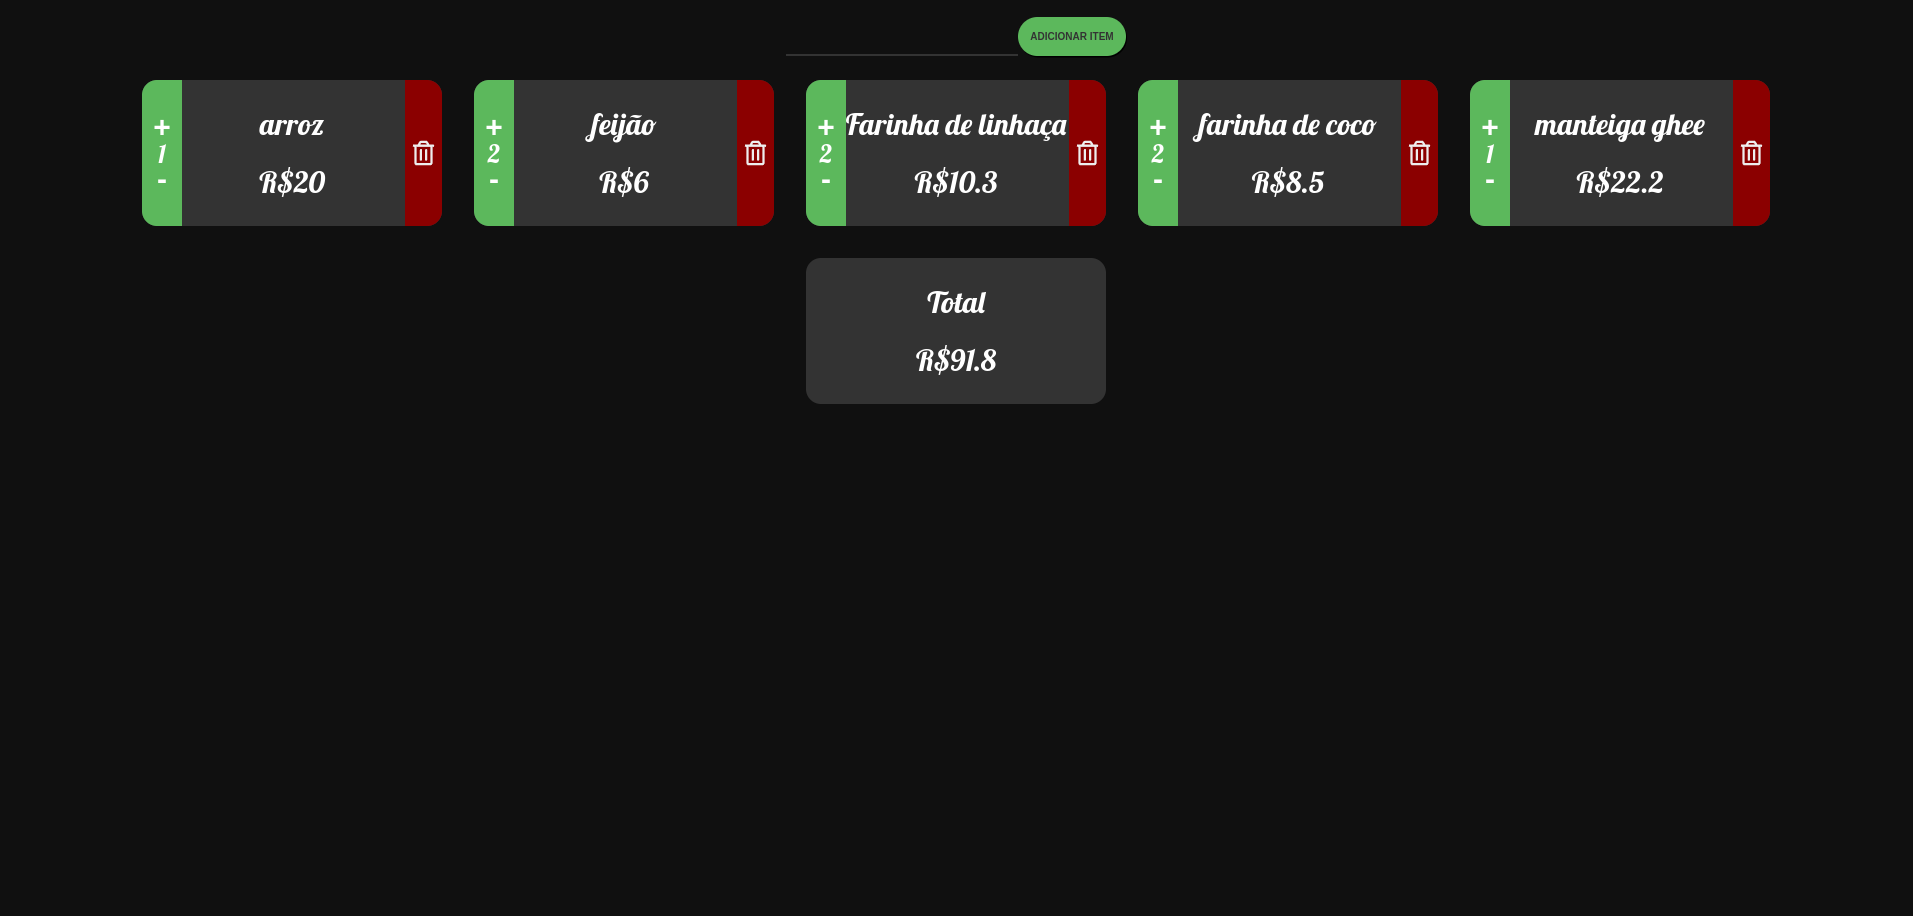 ADICIONAR ITEM
+
1
-
arroz
R$20
+
2
-
feijão
R$6
+
2
-
Farinha de linhaça
R$10.3
+
2
-
farinha de coco
R$8.5
+
1
-
manteiga ghee
R$22.2
Total
R$91.8